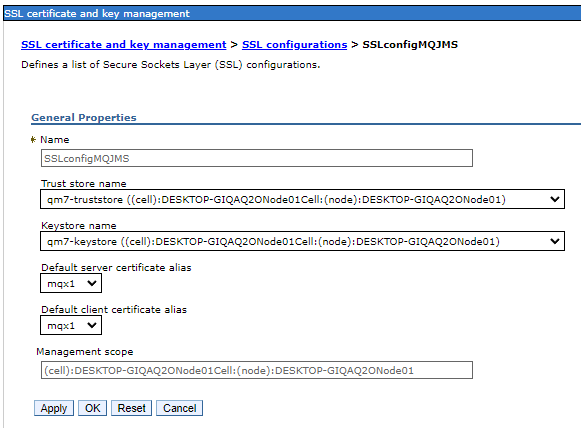 SSL certificate and key management
SSL certificate and key management > SSL configurations > SSLconfigMQJMS
Defines a list of Secure Sockets Layer (SSL) configurations.
General Properties
* Name
SSLconfigMQJMS
Trust store name
qm7-truststore ((cell):DESKTOP-GIQAQ2ONode01Cell:(node):DESKTOP-GIQAQ2ONode01)
Keystore name
qm7-keystore ((cell):DESKTOP-GIQAQ2ONode01Cell:(node):DESKTOP-GIQAQ2ONode01)
Default server certificate alias
mqx1
Default client certificate alias
mqx1
Management scope
(cell):DESKTOP-GIQAQ2ONode01Cell:(node):DESKTOP-GIQAQ2ONode01
Apply OK Reset Cancel